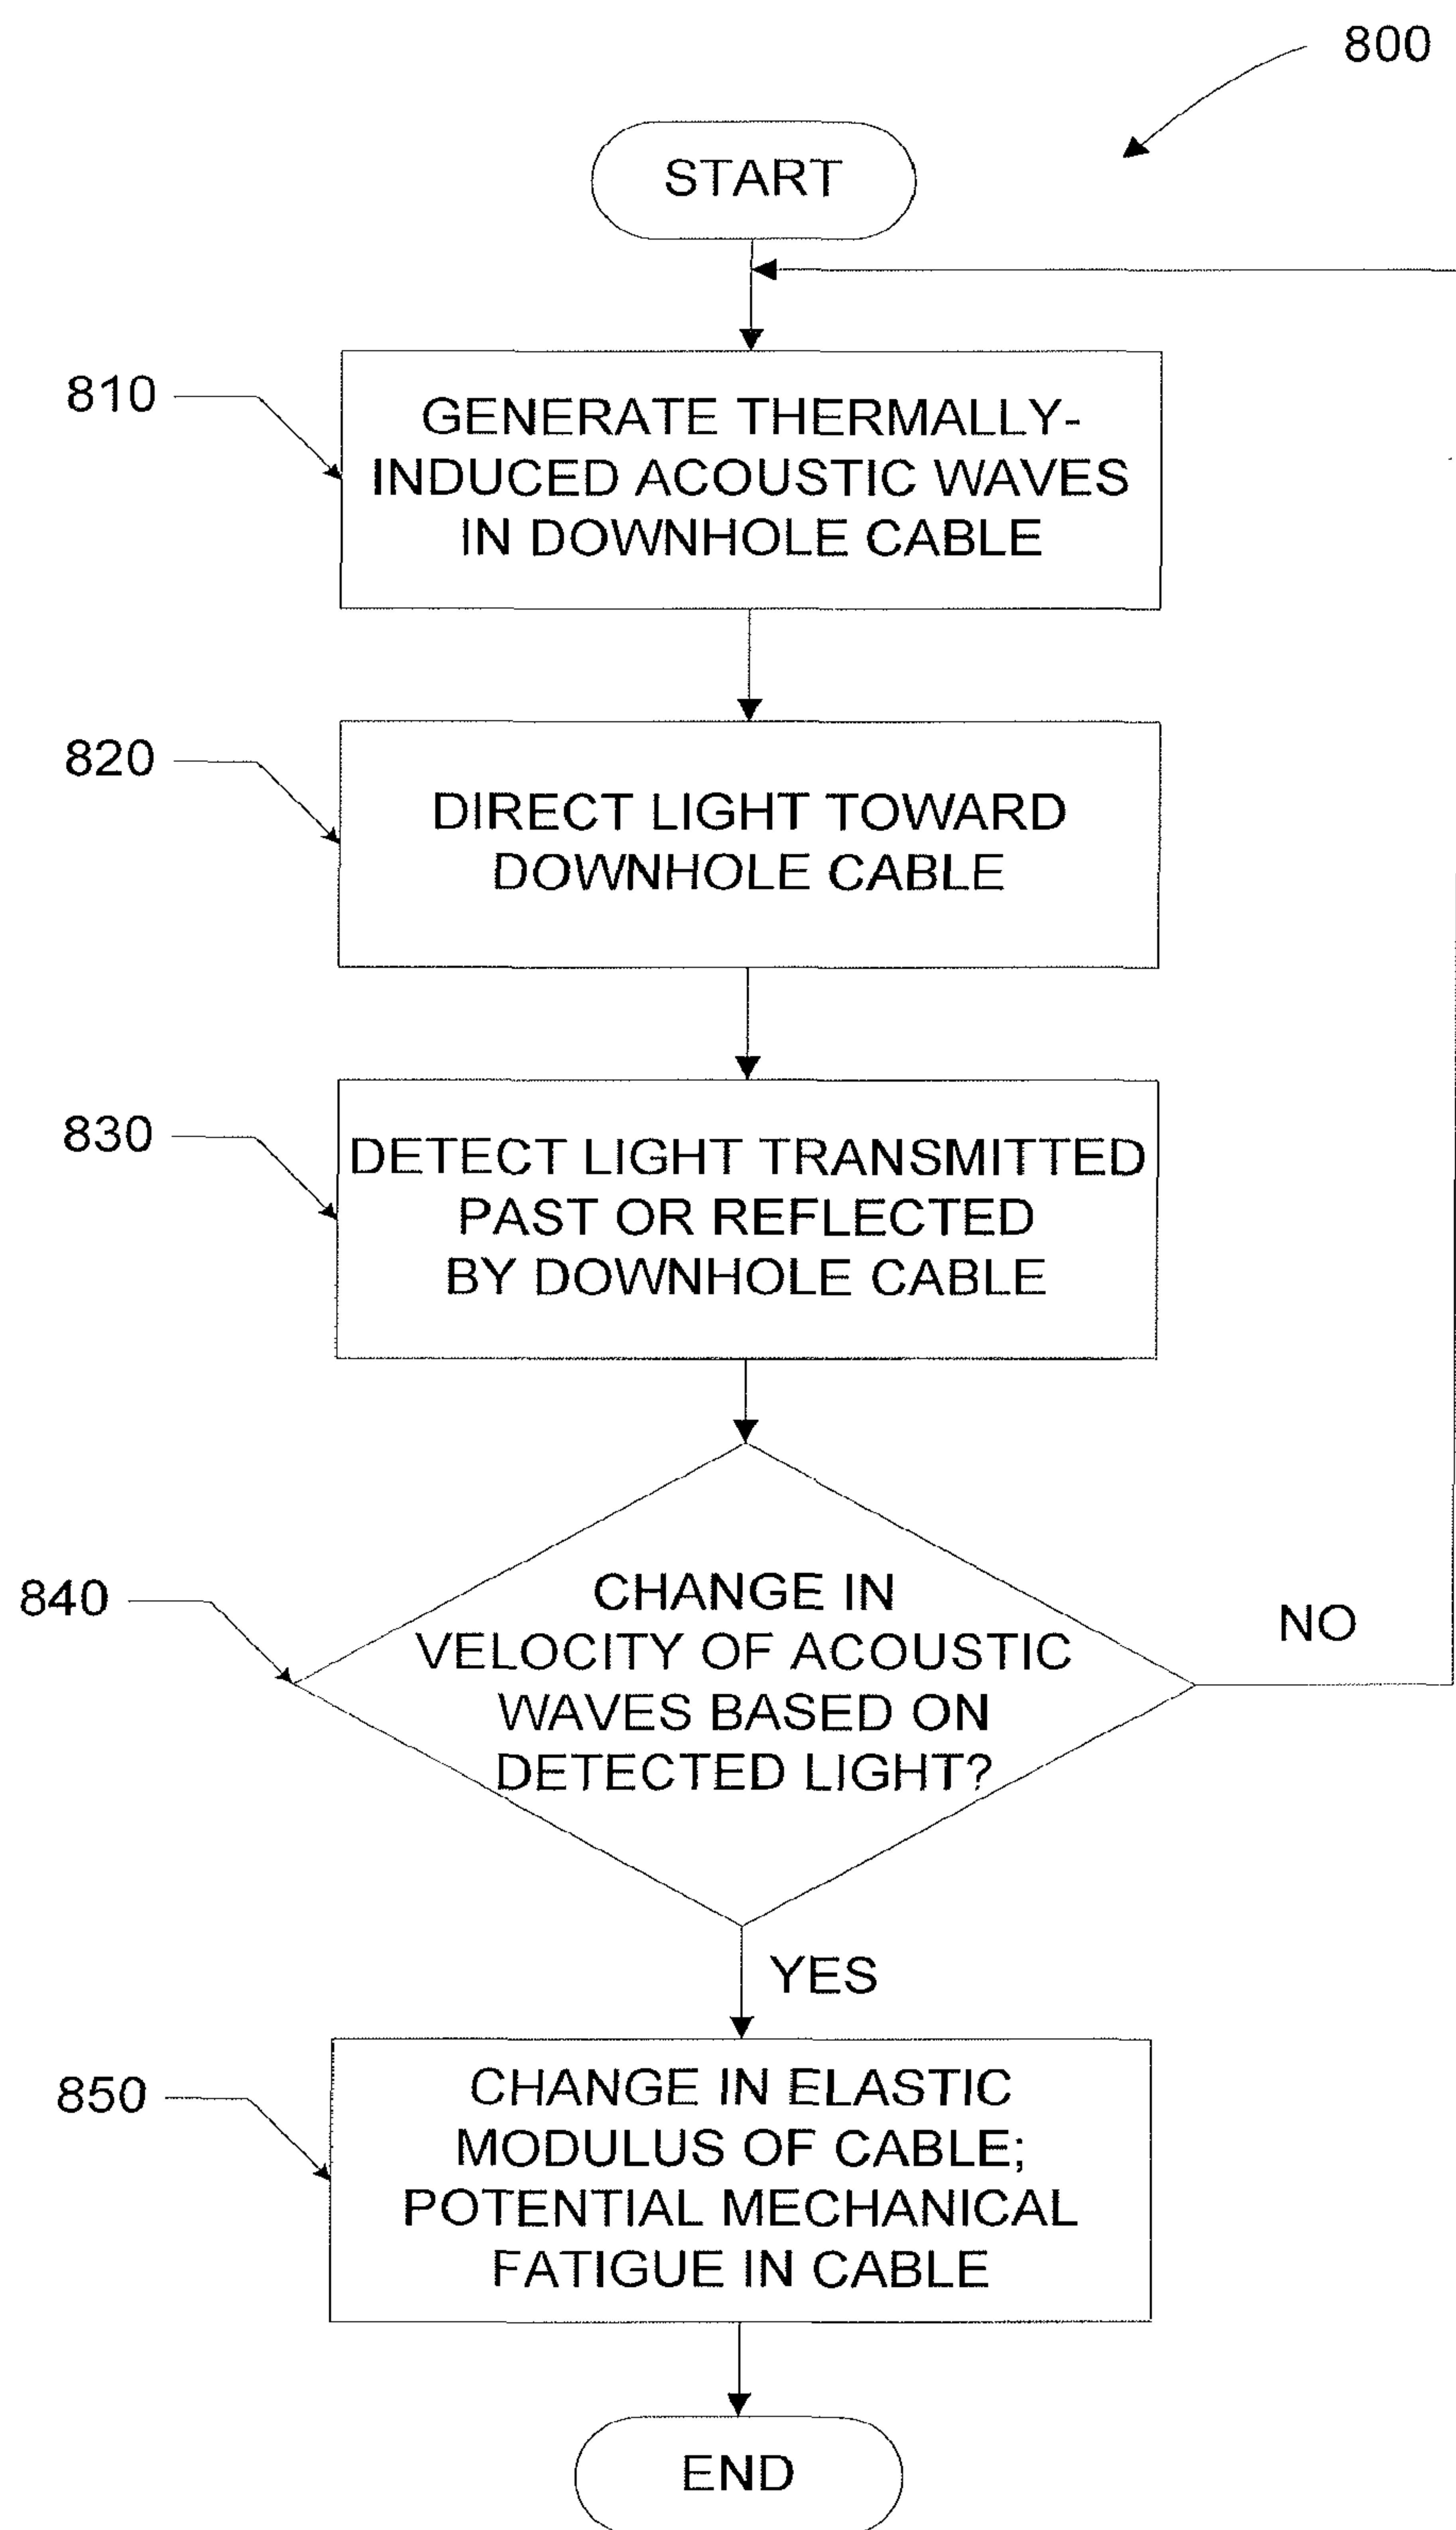 800
START
810
GENERATE THERMALLY-
INDUCED ACOUSTIC WAVES
IN DOWNHOLE CABLE
820
DIRECT LIGHT TOWARD
DOWNHOLE CABLE
830
DETECT LIGHT TRANSMITTED
PAST OR REFLECTED
BY DOWNHOLE CABLE
840
CHANGE IN
VELOCITY OF ACOUSTIC
WAVES BASED ON
DETECTED LIGHT?
NO
YES
850
CHANGE IN ELASTIC
MODULUS OF CABLE;
POTENTIAL MECHANICAL
FATIGUE IN CABLE
END